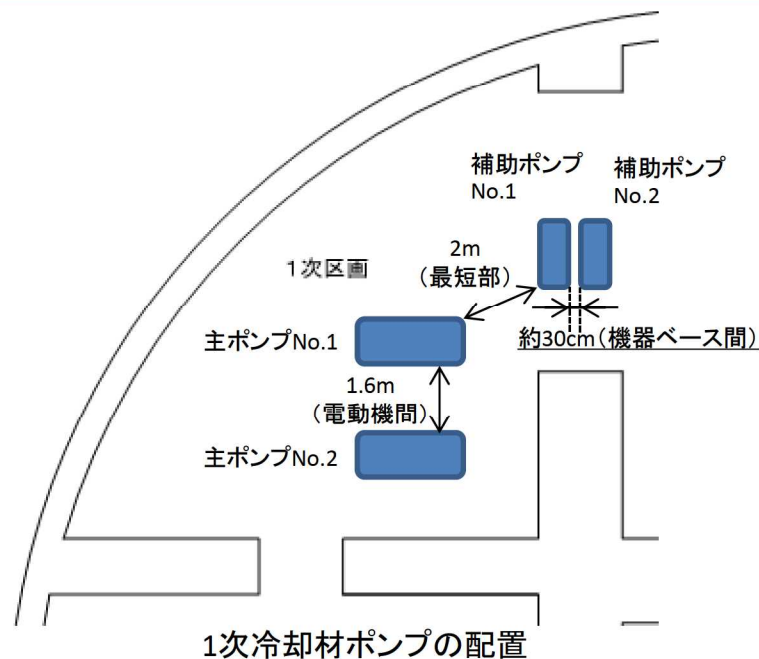 補助ポンプ
No.1
補助ポンプ
No.2
2m
（最短部）
1次区画
約30cm（機器ベース間）
主ポンプNo.1
1.6m
（電動機間）
主ポンプNo.2
1次冷却材ポンプの配置